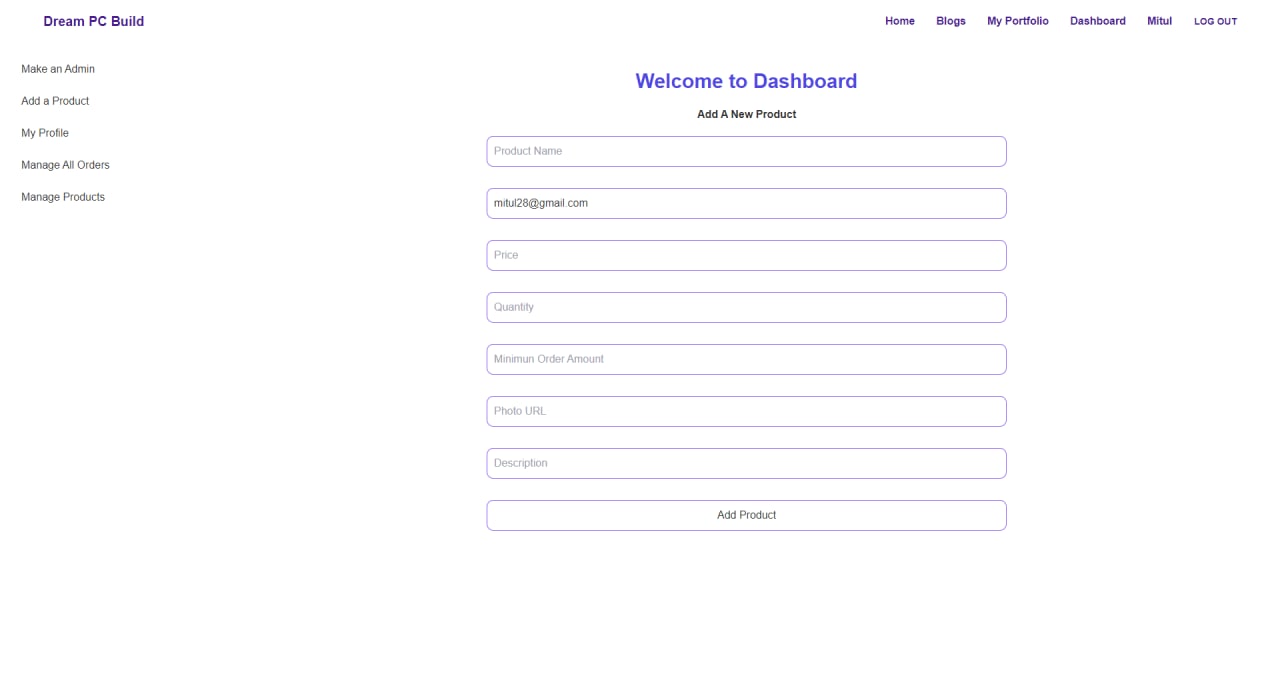 Dream PC Build
Home Blogs My Portfolio Dashboard Mitul LOG OUT
Make an Admin
Add a Product
My Profile
Manage All Orders
Manage Products
Welcome to Dashboard
Add A New Product
Product Name
mitul28@gmail.com
Price
Quantity
Minimun Order Amount
Photo URL
Description
Add Product